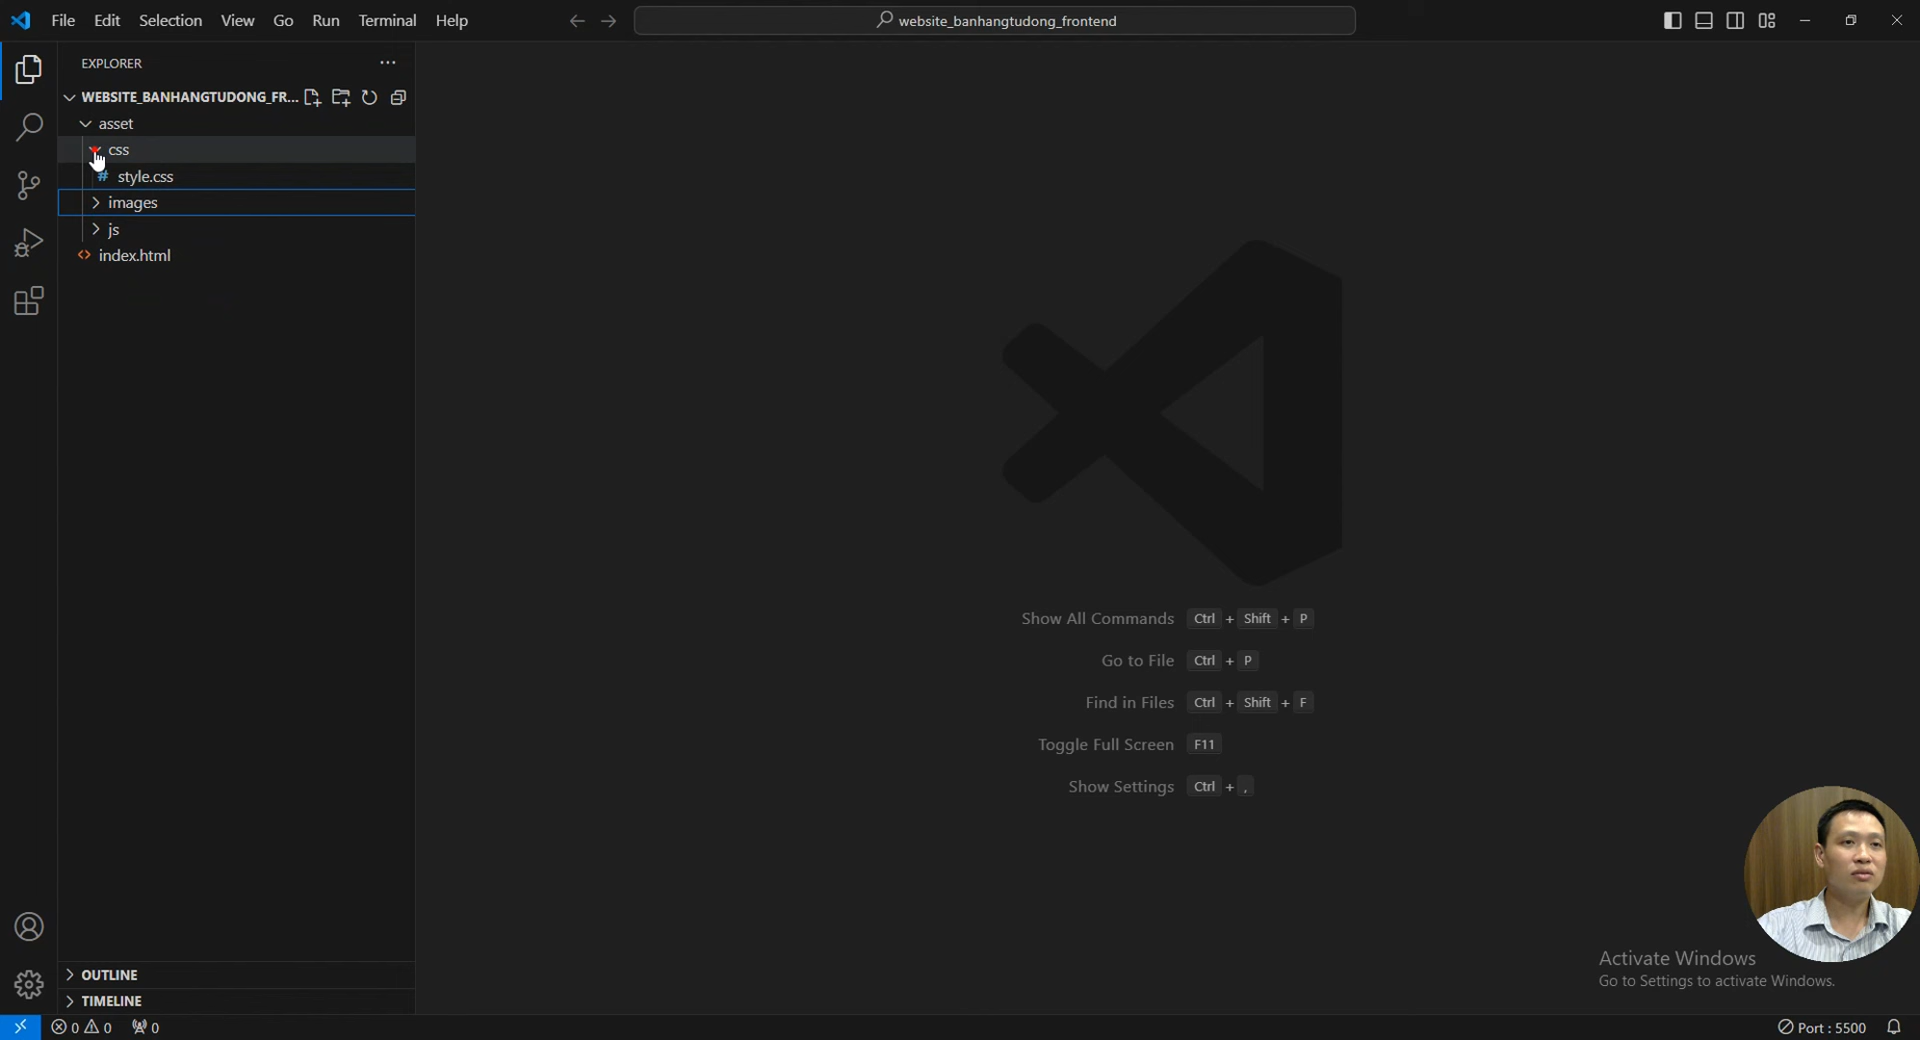 File Edit Selection View Go Run Terminal Help
website_banhangtudong_frontend
EXPLORER
WEBSITE_BANHANGTUDONG_FR...
asset
css
# style.css
images
js
<> index.html
Show All Commands Ctrl + Shift + P
Go to File Ctrl + P
Find in Files Ctrl + Shift + F
Toggle Full Screen F11
Show Settings Ctrl + ,
Activate Windows
Go to Settings to activate Windows.
OUTLINE
TIMELINE
0 0 0
Port : 5500